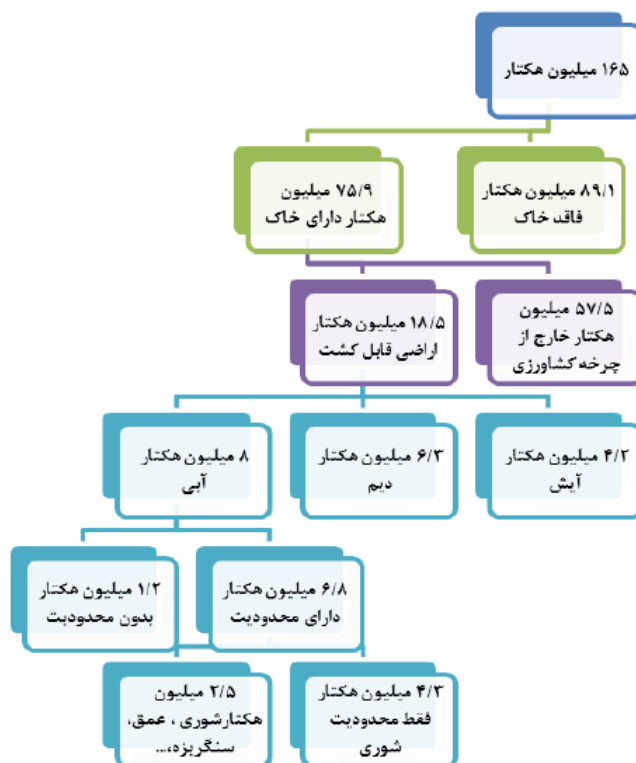 ۱۶۵ میلیون هکتار
۸۹/۱ میلیون هکتار
فاقد خاک
۷۵/۹ میلیون
هکتار دارای خاک
۵۷/۵ میلیون
هکتار خارج از
چرخه کشاورزی
۱۸/۵ میلیون هکتار
اراضی قابل کشت
۴/۲ میلیون هکتار
آیش
۶/۳ میلیون هکتار
دیم
۸ میلیون هکتار
آبی
۶/۸ میلیون هکتار
دارای محدودیت
۱/۲ میلیون هکتار
بدون محدودیت
۴/۳ میلیون هکتار
فقط محدودیت
شوری
۲/۵ میلیون
هکتارشوری ، عمق،
سنگریزه،...